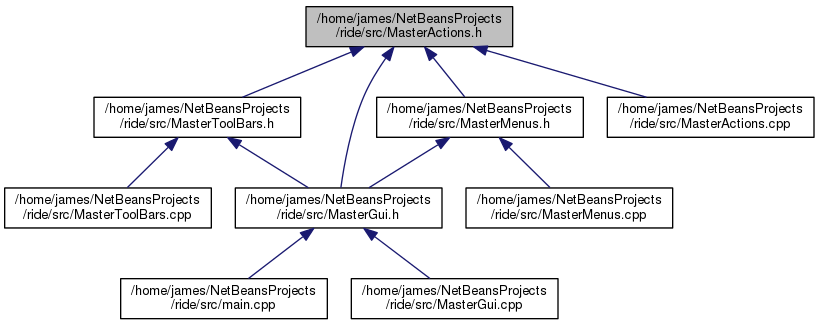 /home/james/NetBeansProjects
/ride/src/MasterActions.h
/home/james/NetBeansProjects
/ride/src/MasterToolBars.h
/home/james/NetBeansProjects
/ride/src/MasterMenus.h
/home/james/NetBeansProjects
/ride/src/MasterActions.cpp
/home/james/NetBeansProjects
/ride/src/MasterToolBars.cpp
/home/james/NetBeansProjects
/ride/src/MasterGui.h
/home/james/NetBeansProjects
/ride/src/MasterMenus.cpp
/home/james/NetBeansProjects
/ride/src/main.cpp
/home/james/NetBeansProjects
/ride/src/MasterGui.cpp